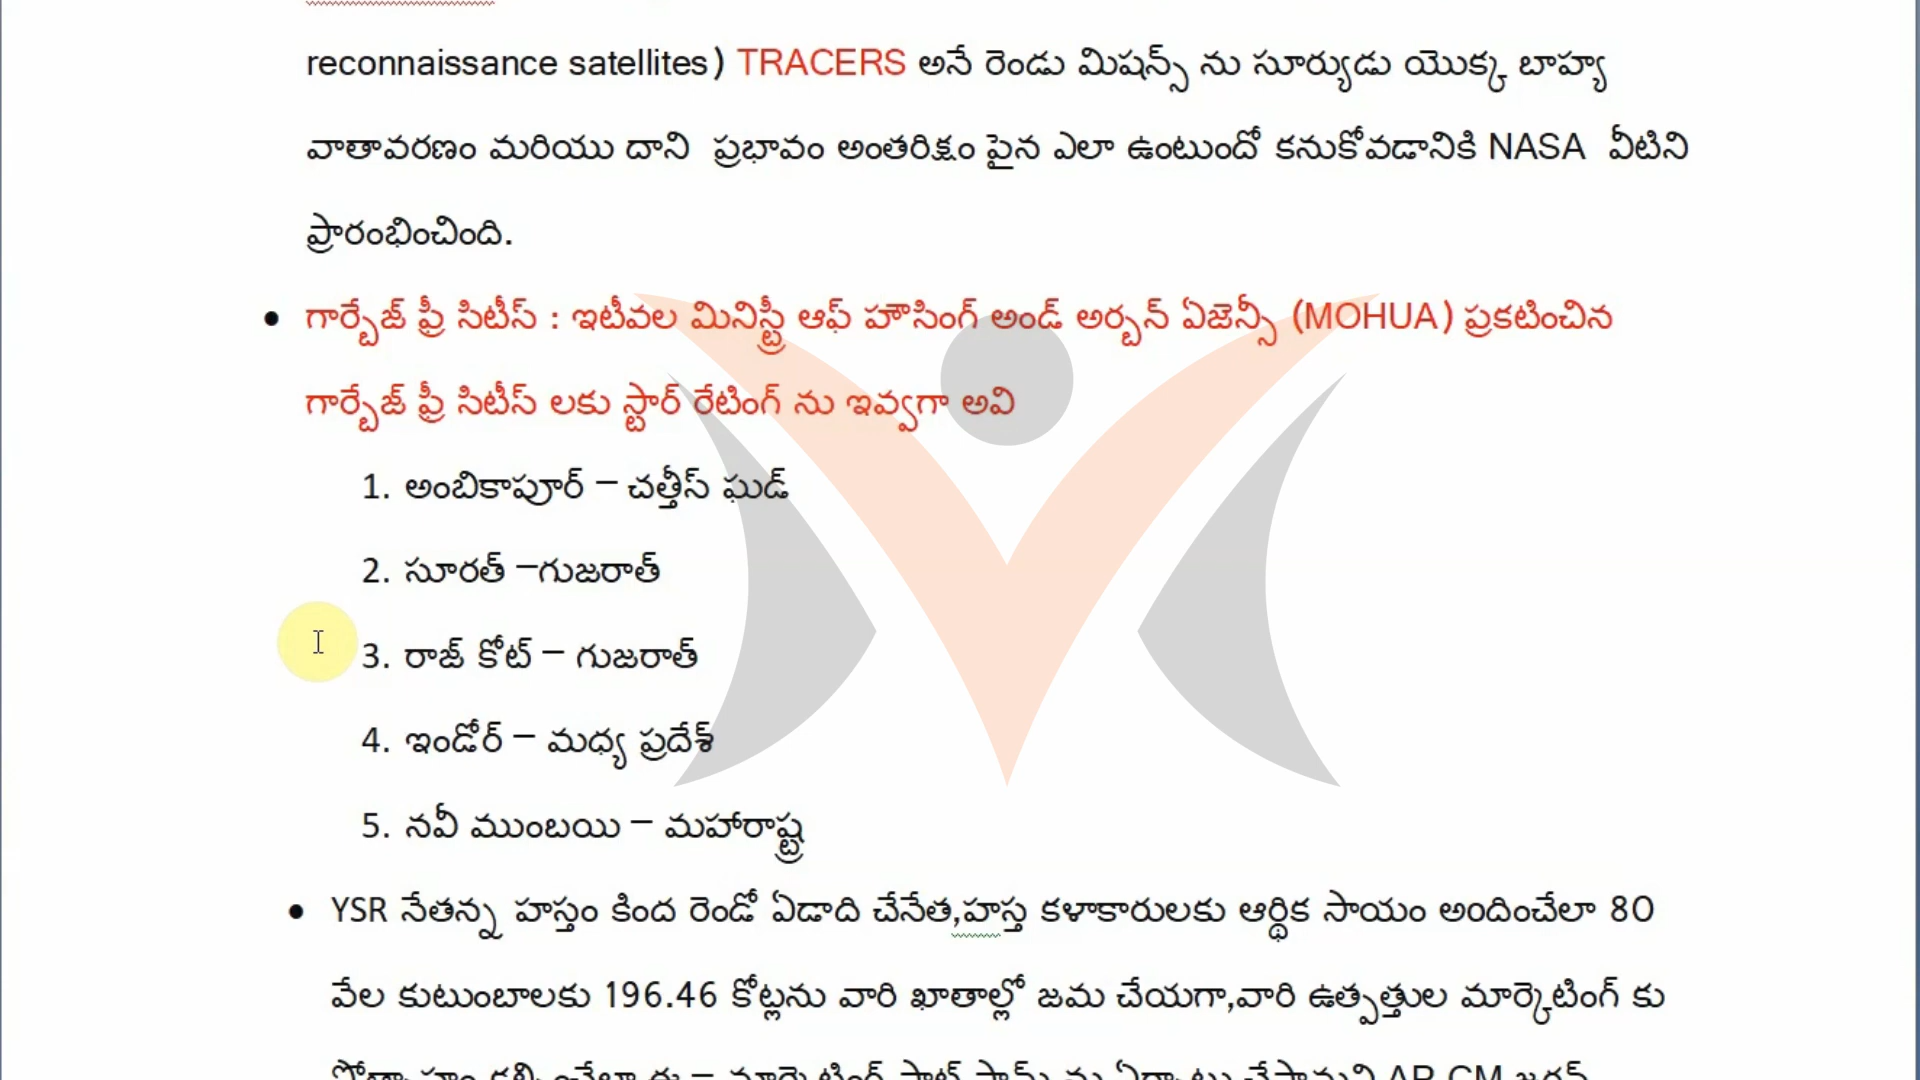 reconnaissance satellites) TRACERS అనే రెండు మిషన్స్ ను సూర్యుడు యొక్క బాహ్య
వాతావరణం మరియు దాని ప్రభావం అంతరిక్షం పైన ఎలా ఉంటుందో కనుకోవడానికి NASA వీటిని
ప్రారంభించింది.
• గార్బేజ్ ఫ్రీ సిటీస్ : ఇటీవల మినిస్ట్రీ ఆఫ్ హౌసింగ్ అండ్ అర్బన్ ఏజెన్సీ (MOHUA) ప్రకటించిన
గార్బేజ్ ఫ్రీ సిటీస్ లకు స్టార్ రేటింగ్ ను ఇవ్వగా అవి
1. అంబికాపూర్ – చత్తీస్ ఘడ్
2. సూరత్ –గుజరాత్
3. రాజ్ కోట్ – గుజరాత్
4. ఇండోర్ – మధ్య ప్రదేశ్
5. నవీ ముంబయి – మహారాష్ట్ర
• YSR నేతన్న హస్తం కింద రెండో ఏడాది చేనేత,హస్త కళాకారులకు ఆర్థిక సాయం అందించేలా 80
వేల కుటుంబాలకు 196.46 కోట్లను వారి ఖాతాల్లో జమ చేయగా,వారి ఉత్పత్తుల మార్కెటింగ్ కు